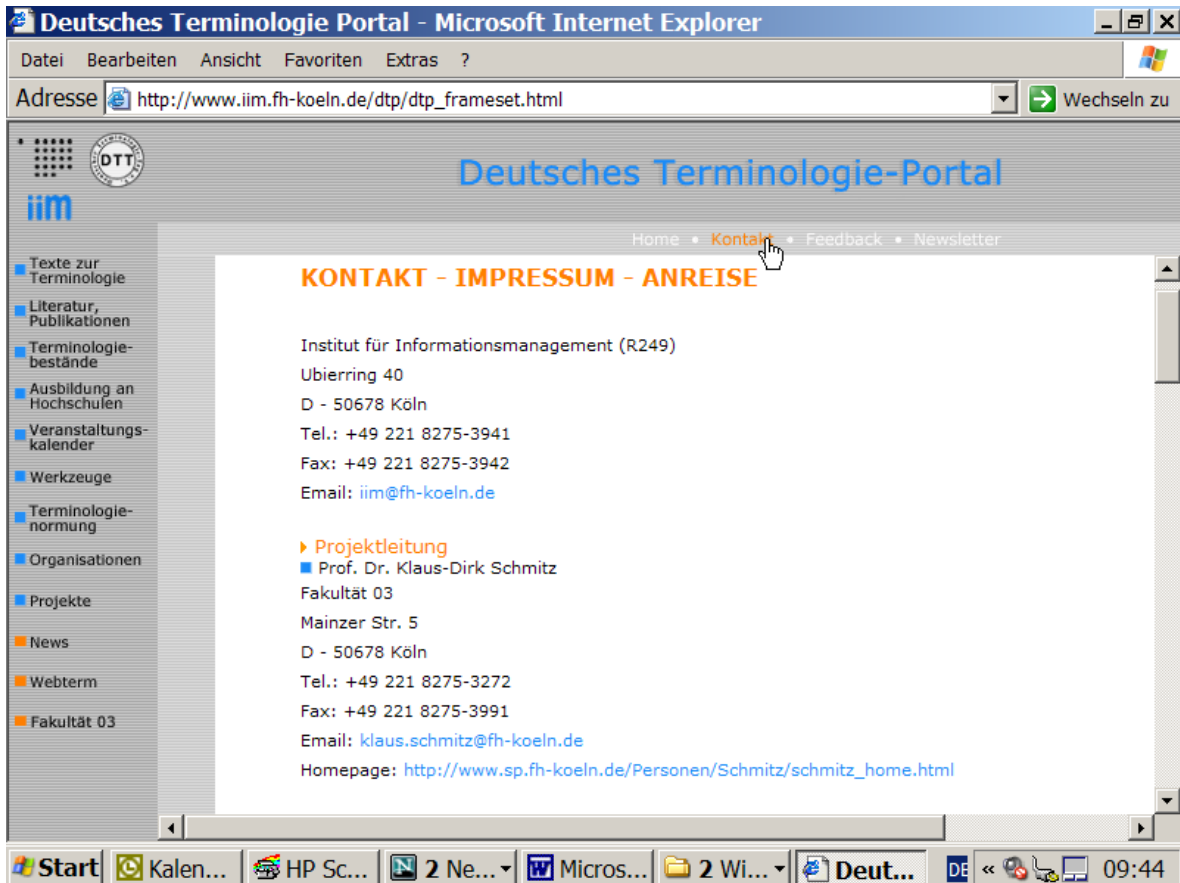 Deutsches Terminologie Portal - Microsoft Internet Explorer
Datei Bearbeiten Ansicht Favoriten Extras ?
Adresse http://www.iim.fh-koeln.de/dtp/dtp_frameset.html Wechseln zu
DTT
iim
Deutsches Terminologie-Portal
Home • Kontakt • Feedback • Newsletter
Texte zur
Terminologie
Literatur,
Publikationen
Terminologie-
bestände
Ausbildung an
Hochschulen
Veranstaltungs-
kalender
Werkzeuge
Terminologie-
normung
Organisationen
Projekte
News
Webterm
Fakultät 03
KONTAKT - IMPRESSUM - ANREISE
Institut für Informationsmanagement (R249)
Ubierring 40
D - 50678 Köln
Tel.: +49 221 8275-3941
Fax: +49 221 8275-3942
Email: iim@fh-koeln.de
Projektleitung
Prof. Dr. Klaus-Dirk Schmitz
Fakultät 03
Mainzer Str. 5
D - 50678 Köln
Tel.: +49 221 8275-3272
Fax: +49 221 8275-3991
Email: klaus.schmitz@fh-koeln.de
Homepage: http://www.sp.fh-koeln.de/Personen/Schmitz/schmitz_home.html
Start Kalen... HP Sc... 2 Ne... Micros... 2 Wi... Deut... DE « 09:44